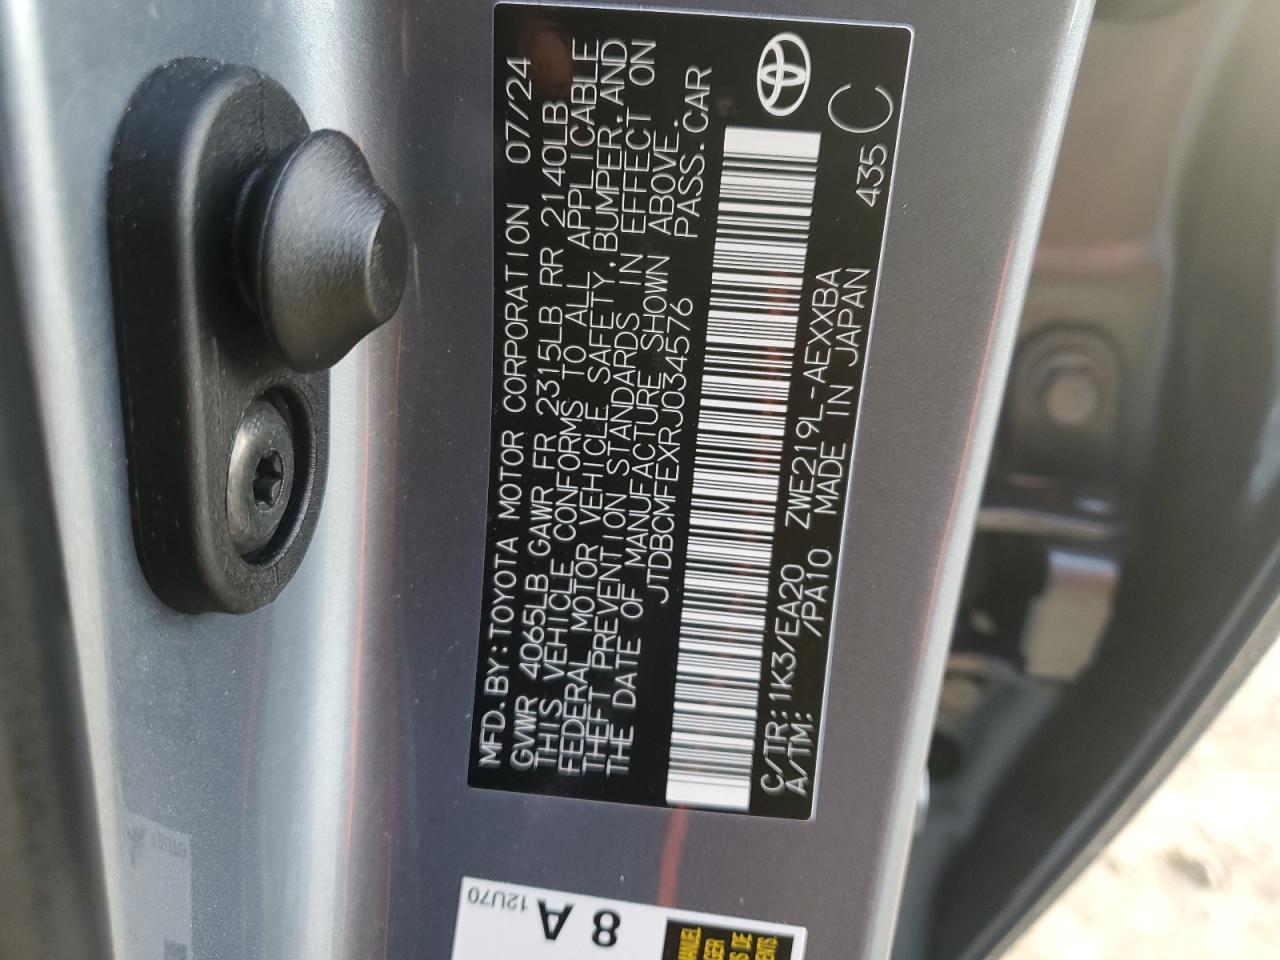 MFD.BY:TOYOTA MOTOR CORPORATION 07/24
GVWR 4065LB GAWR FR 2315LB RR 2140LB
THIS VEHICLE CONFORMS TO ALL APPLICABLE
FEDERAL MOTOR VEHICLE SAFETY,BUMPER,AND
THEFT PREVENTION STANDARDS IN EFFECT ON
THE DATE OF MANUFACTURE SHOWN ABOVE.
JTDBCMFEXRJ034576 PASS.CAR
C/TR:1K3/EA20 ZWE219L-AEXXBA
A/TM: /PA10 MADE IN JAPAN 435 C
8 A
12U70
MANUEL